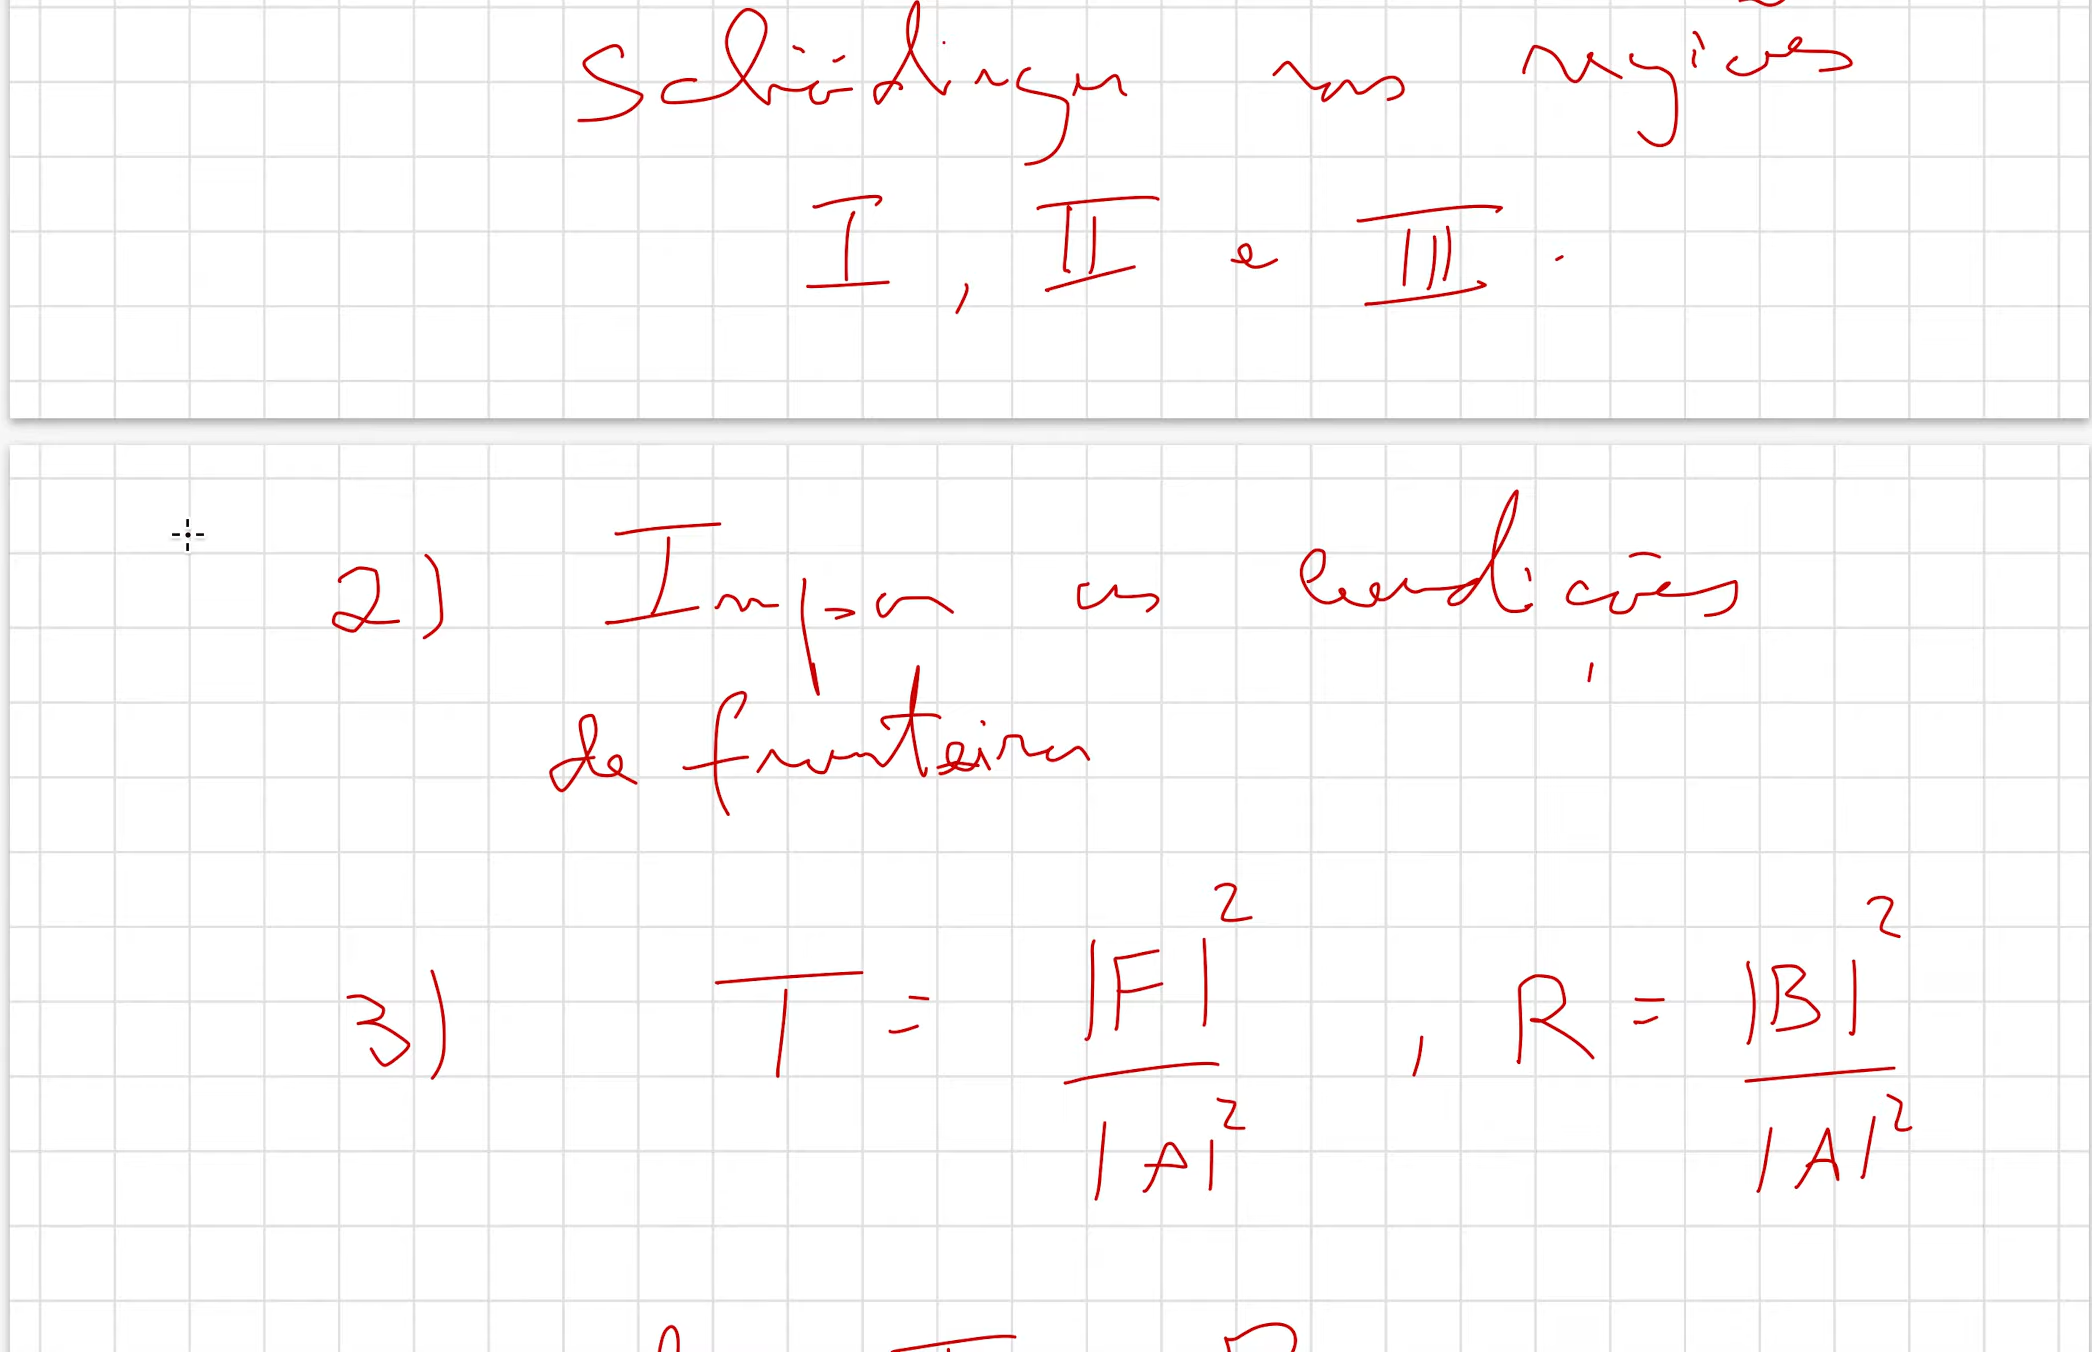 Schrödinger nas regiões
I, II e III.
2) Impor as Condições
de fronteira
3) T = |F|² / |A|² , R = |B|² / |A|²